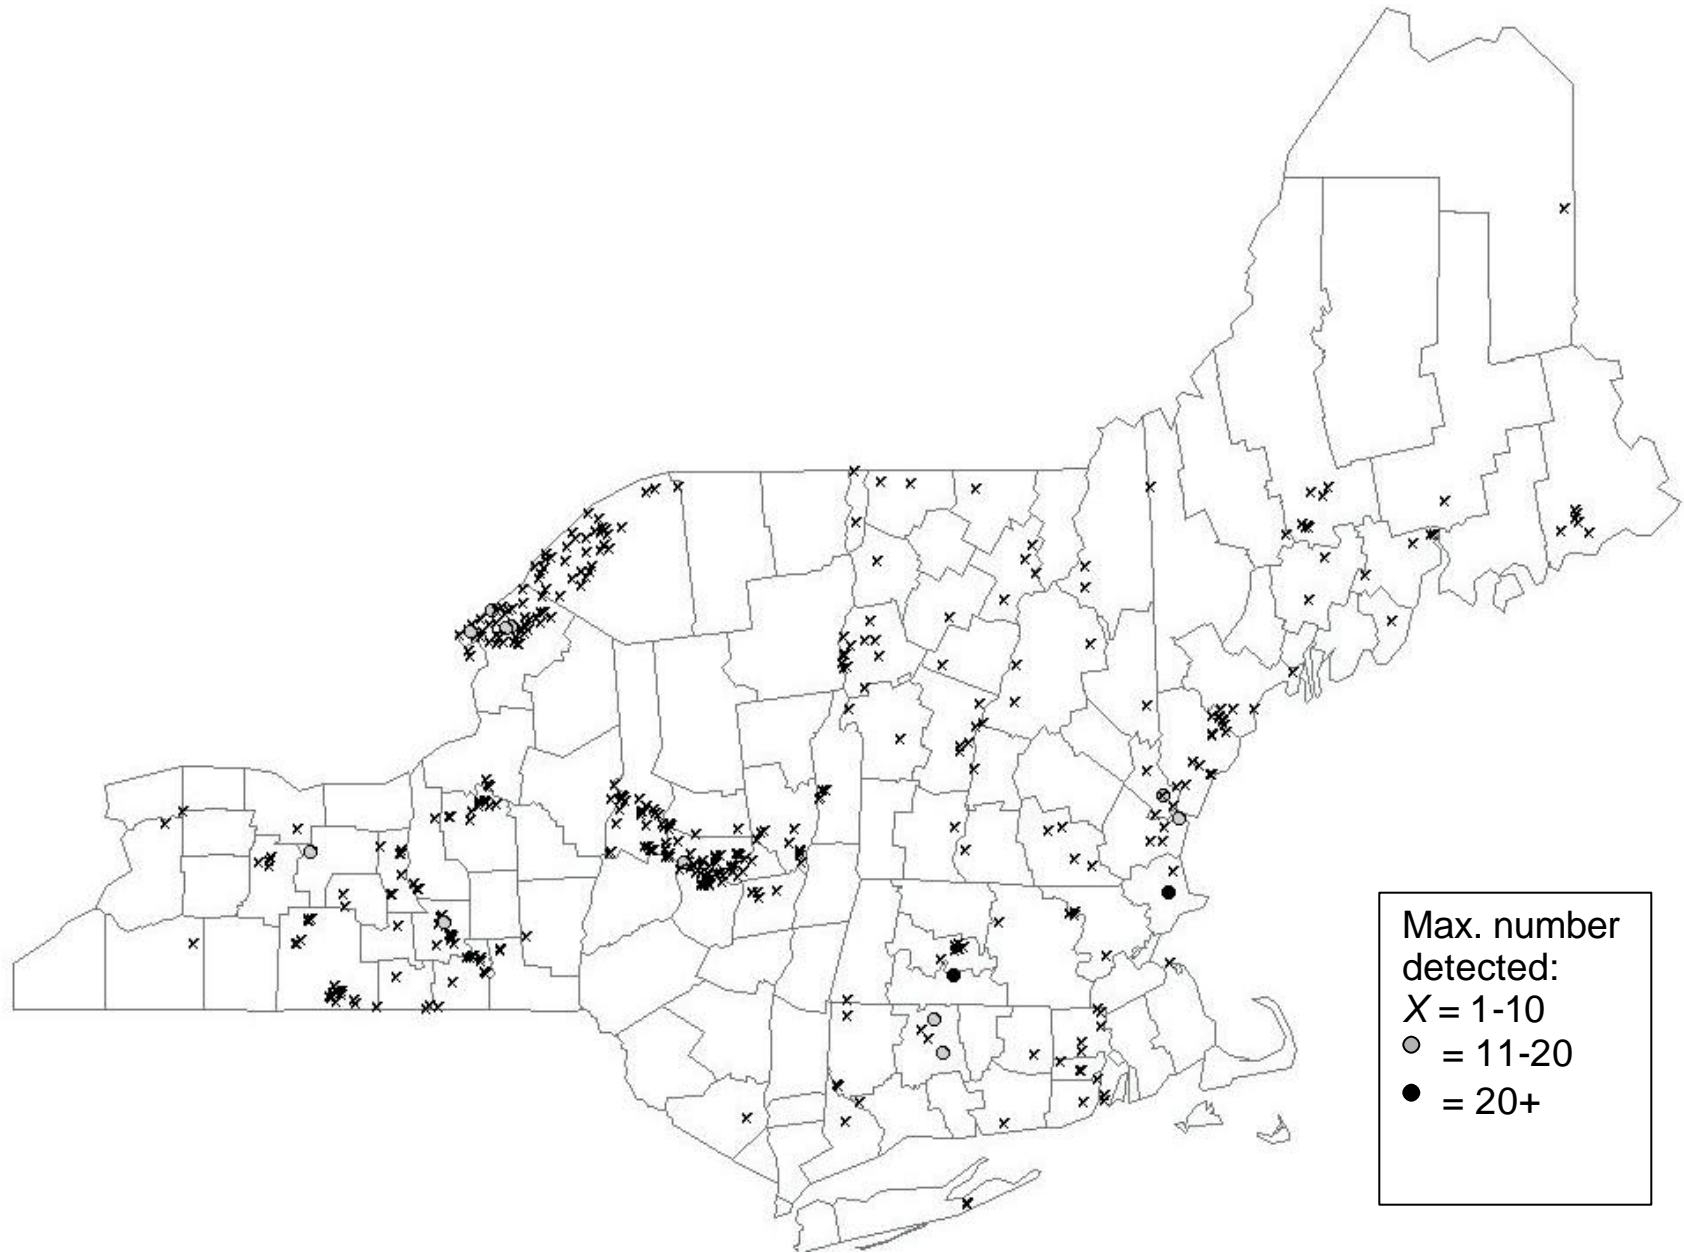 Max. number
detected:
X = 1-10
= 11-20
= 20+